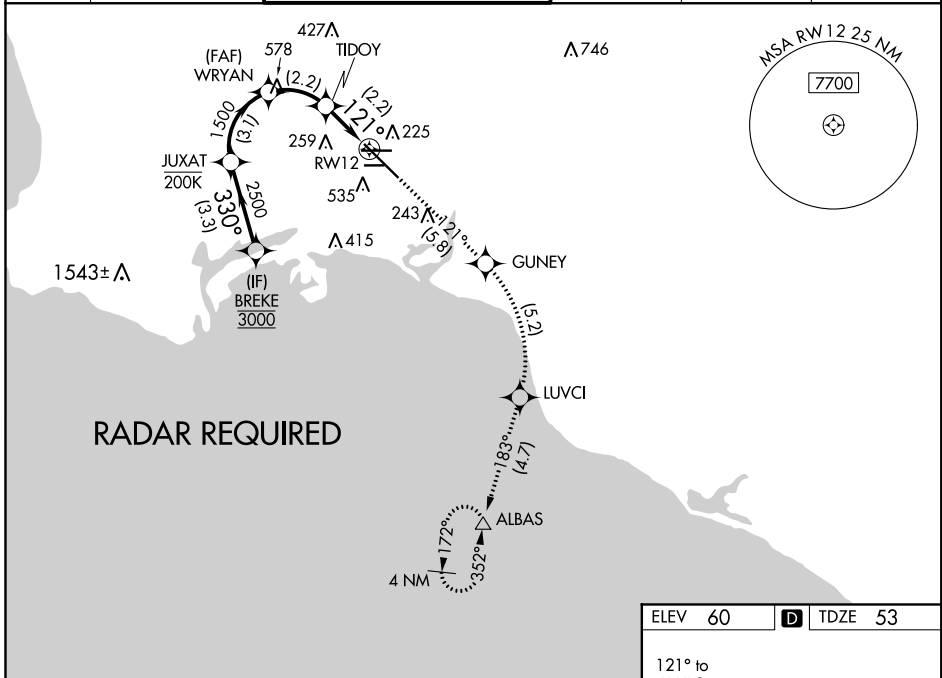 427
578
TIDOY
746
(FAF)
WRYAN
(2.2)
MSA RW12 25 NM
7700
1500
(3.1)
(2.2)
121°
225
259
RW12
JUXAT
200K
535
2500
330°
(3.3)
243
121°
(5.8)
415
GUNEY
1543±
(IF)
BREKE
3000
(5.2)
LUVCI
RADAR REQUIRED
183°
(4.7)
ALBAS
172°
352°
4 NM
ELEV 60 D TDZE 53
121° to